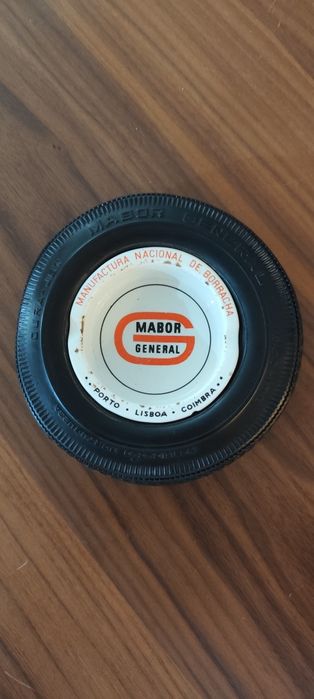 MABOR GENERAL
MANUFACTURA NACIONAL DE BORRACHA
MABOR
GENERAL
•• PORTO • LISBOA • COIMBRA ••